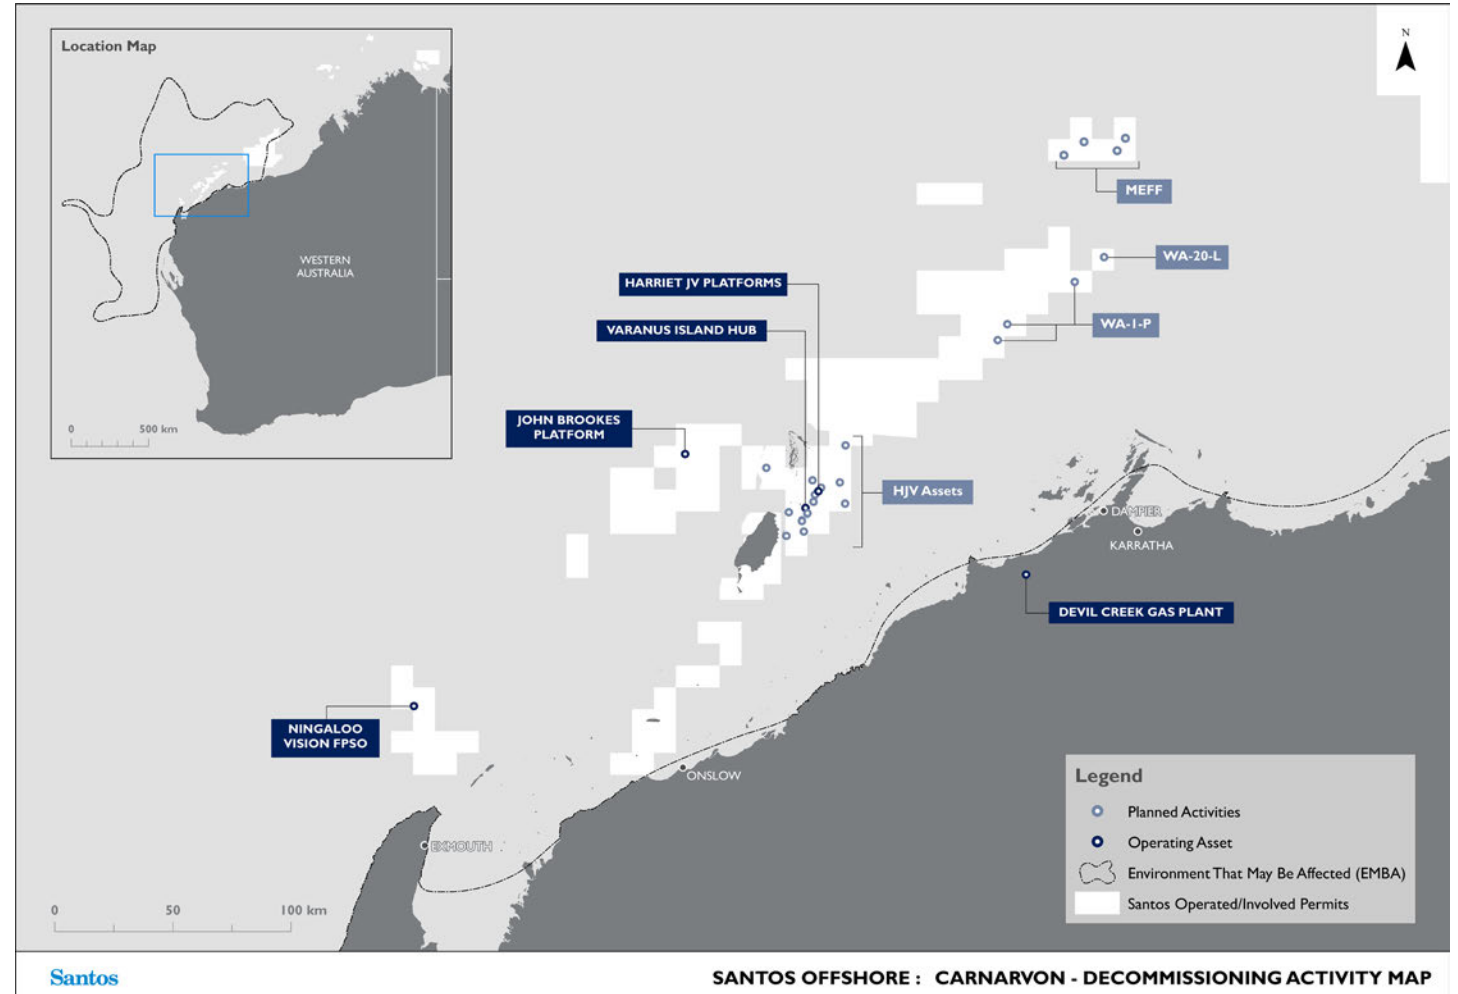 Location Map
WESTERN
AUSTRALIA
0 500 km
N
MEFF
WA-20-L
HARRIET JV PLATFORMS
VARANUS ISLAND HUB
WA-1-P
JOHN BROOKES
PLATFORM
HJV Assets
DAMPIER
KARRATHA
DEVIL CREEK GAS PLANT
NINGALOO
VISION FPSO
ONSLOW
EXMOUTH
0 50 100 km
Legend
Planned Activities
Operating Asset
Environment That May Be Affected (EMBA)
Santos Operated/Involved Permits
Santos
SANTOS OFFSHORE : CARNARVON - DECOMMISSIONING ACTIVITY MAP